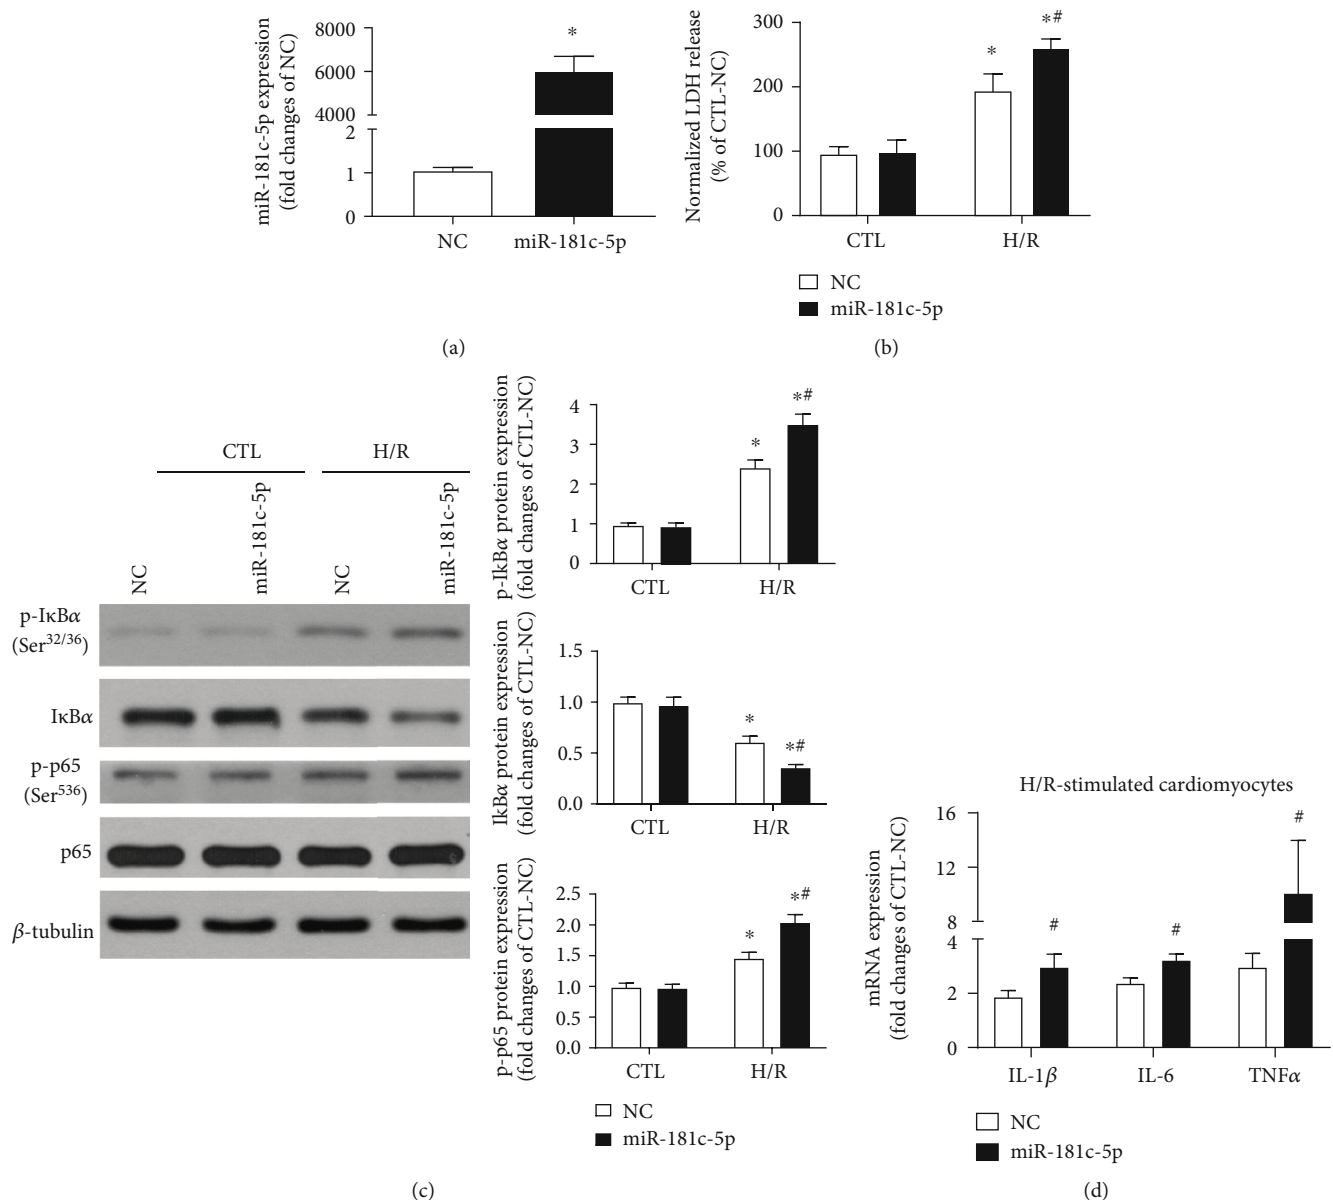 miR-181c-5p expression
(fold changes of NC)
8000
6000
4000
2
1
0
*
NC
miR-181c-5p
(a)
Normalized LDH release
(% of CTL-NC)
300
200
100
0
*
*#
CTL
H/R
NC
miR-181c-5p
(b)
CTL
H/R
NC
miR-181c-5p
NC
miR-181c-5p
p-IκBα
(Ser32/36)
IκBα
p-p65
(Ser536)
p65
β-tubulin
p-IkBα protein expression
(fold changes of CTL-NC)
4
3
2
1
0
*
*#
CTL
H/R
IkBα protein expression
(fold changes of CTL-NC)
1.5
1.0
0.5
0.0
*
*#
CTL
H/R
p-p65 protein expression
(fold changes of CTL-NC)
2.5
2.0
1.5
1.0
0.5
0.0
*
*#
CTL
H/R
NC
miR-181c-5p
(c)
H/R-stimulated cardiomyocytes
mRNA expression
(fold changes of CTL-NC)
16
12
8
4
2
0
#
#
#
IL-1β
IL-6
TNFα
NC
miR-181c-5p
(d)